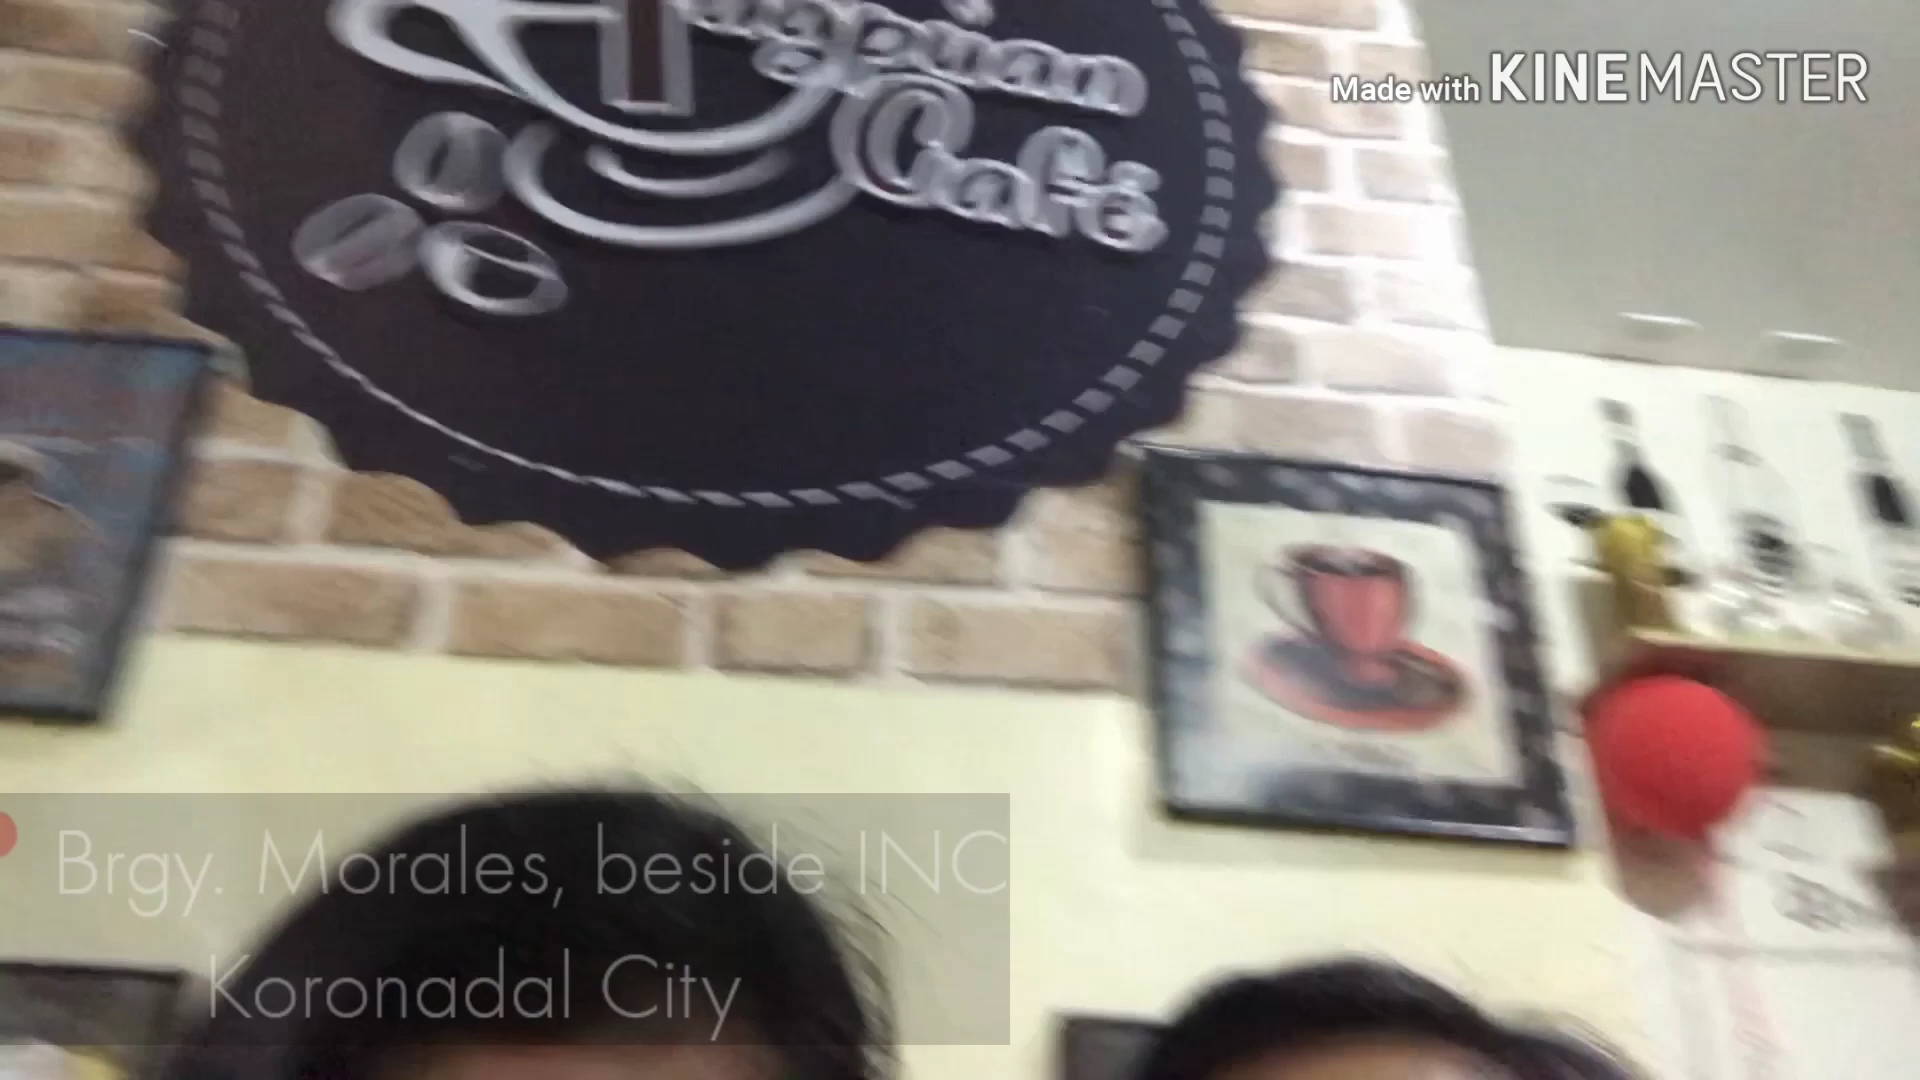 Made with KINEMASTER
Café
Brgy. Morales, beside INC
Koronadal City